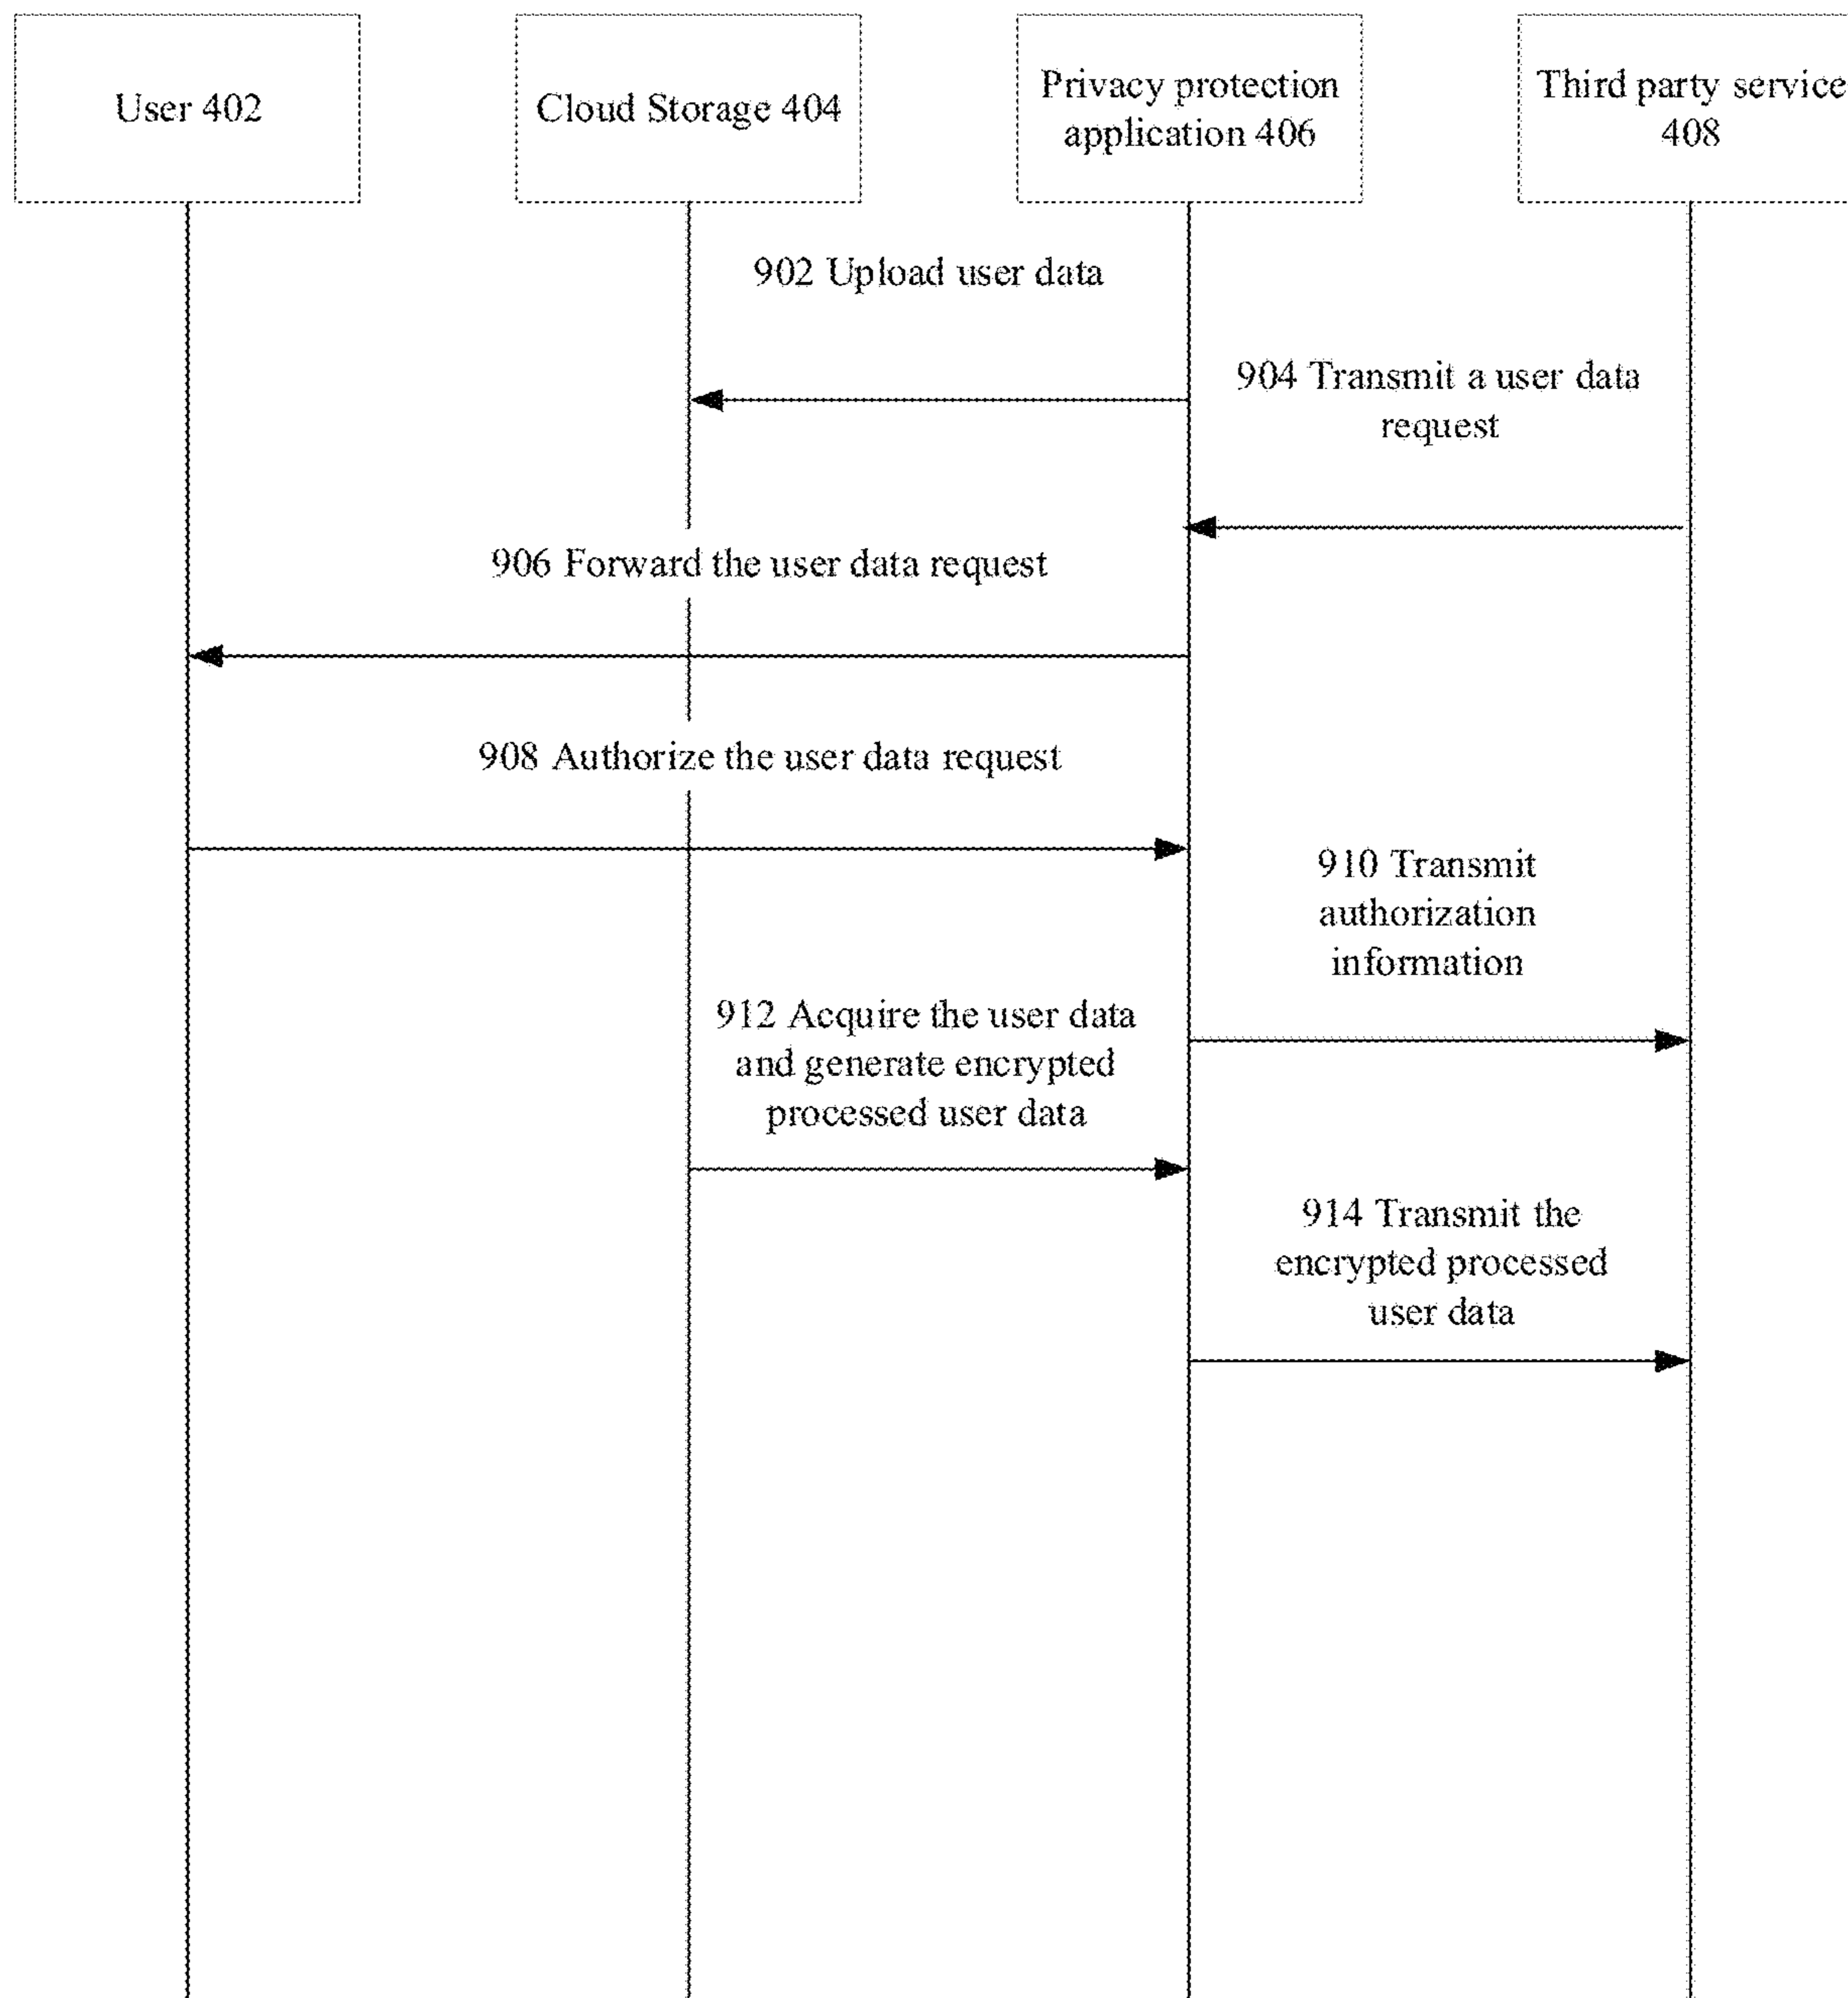 User 402
Cloud Storage 404
Privacy protection
application 406
Third party service
408
902 Upload user data
904 Transmit a user data
request
906 Forward the user data request
908 Authorize the user data request
910 Transmit
authorization
information
912 Acquire the user data
and generate encrypted
processed user data
914 Transmit the
encrypted processed
user data